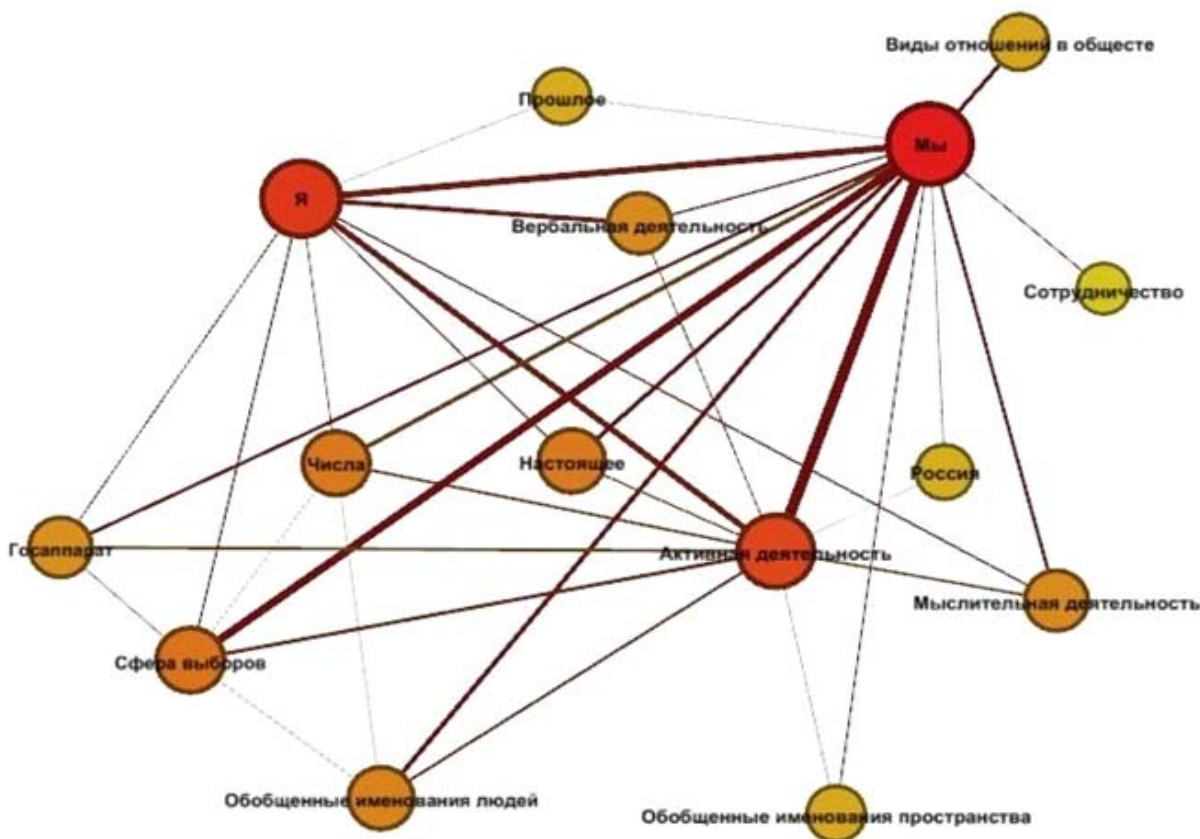 Виды отношений в общесте
Прошлое
Мы
Я
Вербальная деятельность
Сотрудничество
Числа
Настоящее
Россия
Госаппарат
Активная деятельность
Мыслительная деятельность
Сфера выборов
Обобщенные именования людей
Обобщенные именования пространства